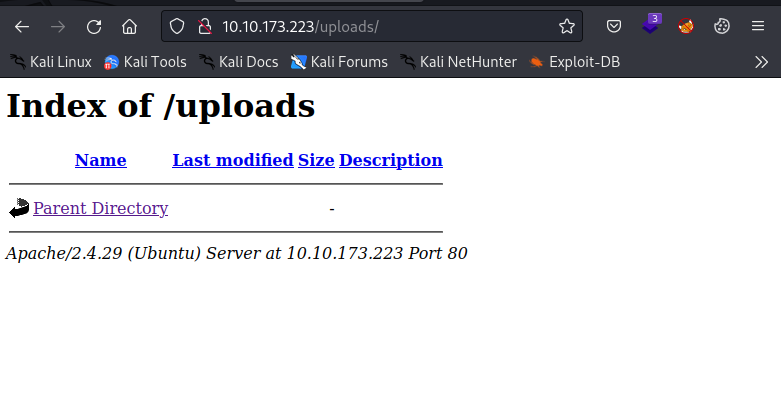 10.10.173.223/uploads/
3
Kali Linux Kali Tools Kali Docs Kali Forums Kali NetHunter Exploit-DB
Index of /uploads
Name Last modified Size Description
Parent Directory -
Apache/2.4.29 (Ubuntu) Server at 10.10.173.223 Port 80